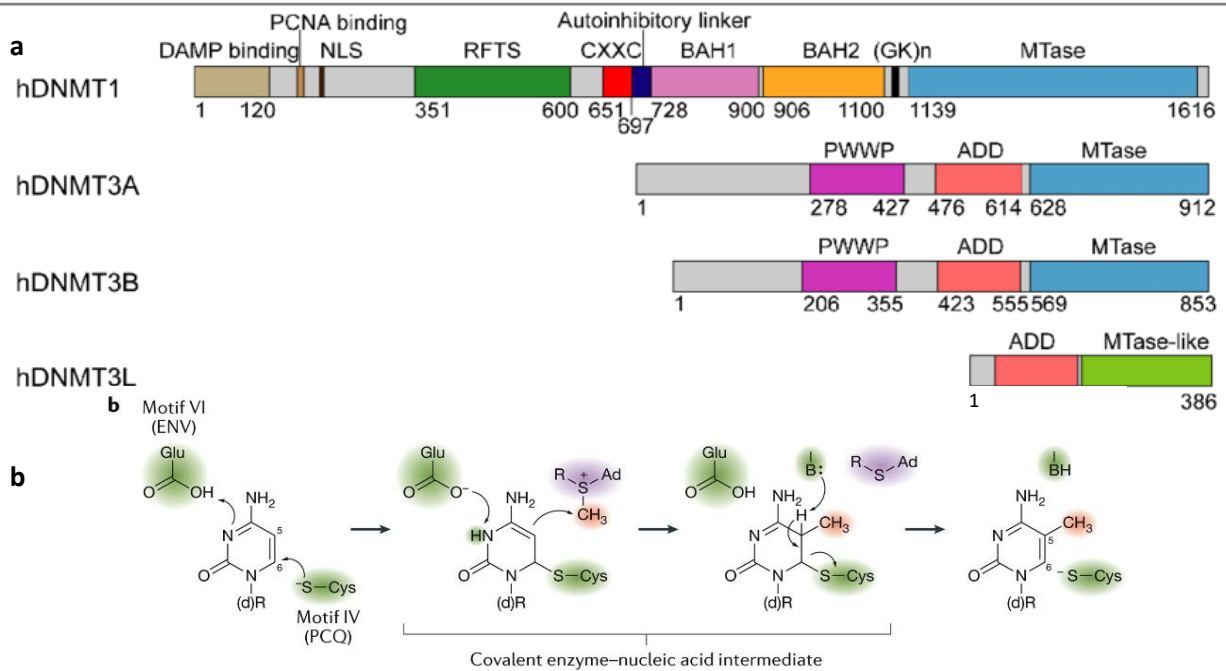 a
PCNA binding
Autoinhibitory linker
DAMP binding
NLS
RFTS
CXXC
BAH1
BAH2
(GK)n
MTase
hDNMT1
1
120
351
600
651
697
728
900
906
1100
1139
1616
PWWP
ADD
MTase
hDNMT3A
1
278
427
476
614
628
912
PWWP
ADD
MTase
hDNMT3B
1
206
355
423
555
569
853
ADD
MTase-like
hDNMT3L
1
386
b
b
Motif VI
(ENV)
Glu
O
OH
NH2
N
5
6
O
N
(d)R
-S-Cys
Motif IV
(PCQ)
Glu
O
O-
R
S
+
Ad
CH3
NH2
HN
O
N
S-Cys
(d)R
Glu
O
OH
B:
R
S
Ad
NH2
H
CH3
N
O
N
S-Cys
(d)R
BH
NH2
CH3
N
5
6
O
N
-S-Cys
(d)R
Covalent enzyme–nucleic acid intermediate